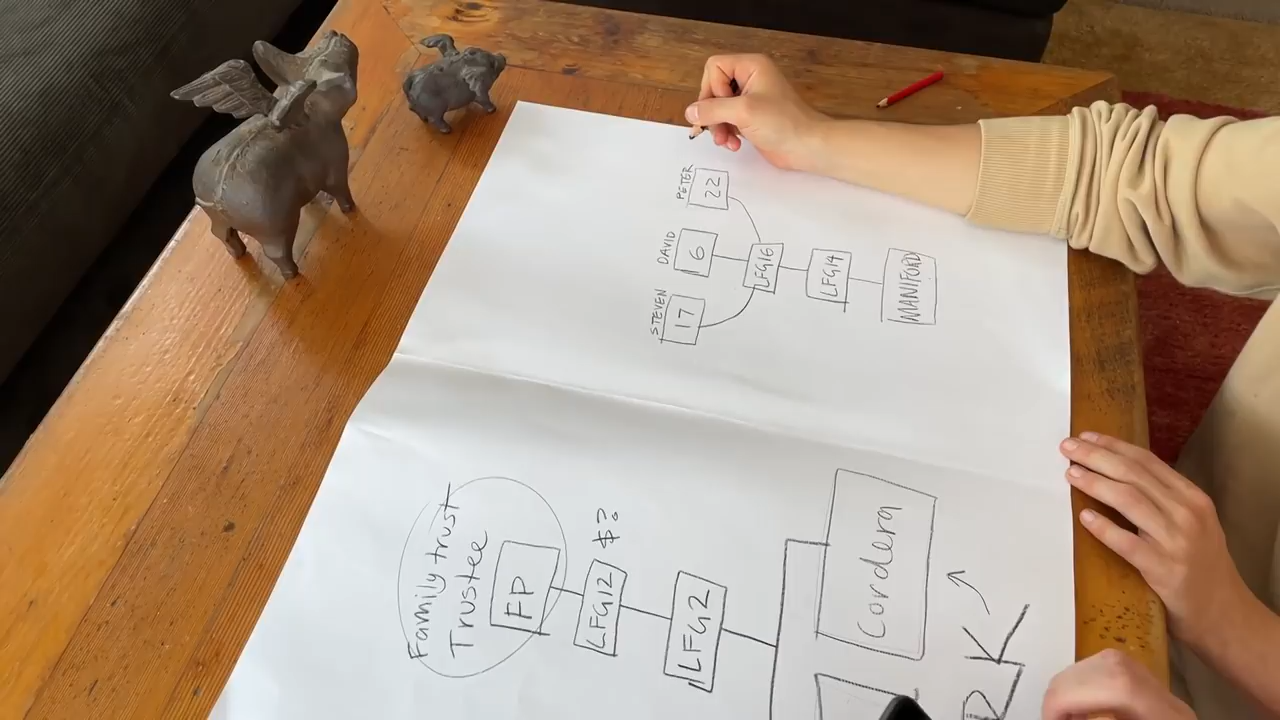 PETER
22
DAVID
6
STEVEN
17
LFG16
LFG14
MANIFORD
Family trust
Trustee
FP
LFG12
$?
LFG2
Cordera